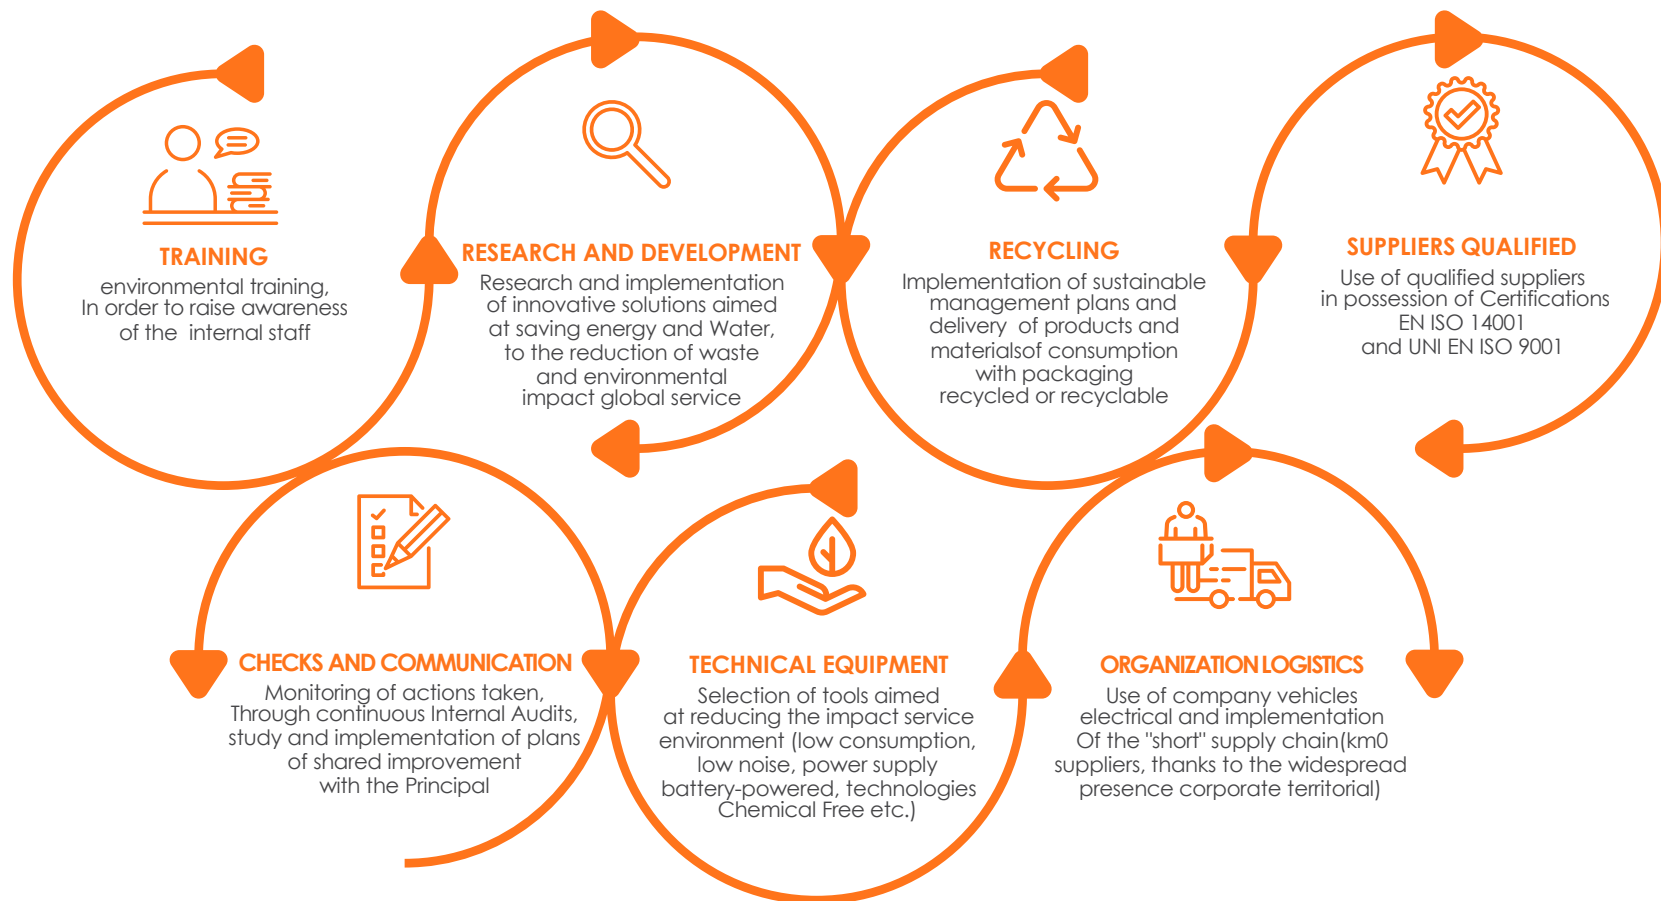 TRAINING
environmental training,
In order to raise awareness
of the internal staff
RESEARCH AND DEVELOPMENT
Research and implementation
of innovative solutions aimed
at saving energy and Water,
to the reduction of waste
and environmental
impact global service
RECYCLING
Implementation of sustainable
management plans and
delivery of products and
materialsof consumption
with packaging
recycled or recyclable
SUPPLIERS QUALIFIED
Use of qualified suppliers
in possession of Certifications
EN ISO 14001
and UNI EN ISO 9001
CHECKS AND COMMUNICATION
Monitoring of actions taken,
Through continuous Internal Audits,
study and implementation of plans
of shared improvement
with the Principal
TECHNICAL EQUIPMENT
Selection of tools aimed
at reducing the impact service
environment (low consumption,
low noise, power supply
battery-powered, technologies
Chemical Free etc.)
ORGANIZATION LOGISTICS
Use of company vehicles
electrical and implementation
Of the "short" supply chain(km0
suppliers, thanks to the widespread
presence corporate territorial)